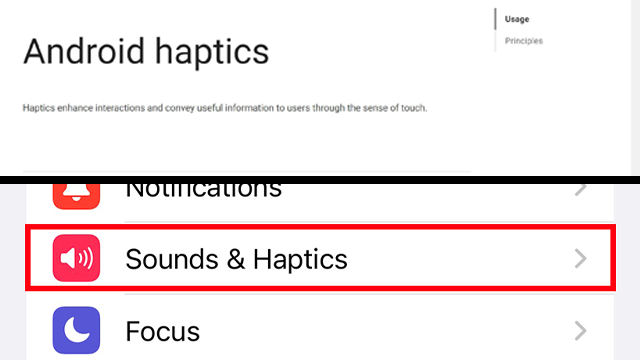 Usage
Android haptics
Principles
Haptics enhance interactions and convey useful information to users through the sense of touch.
Notifications
Sounds & Haptics
Focus